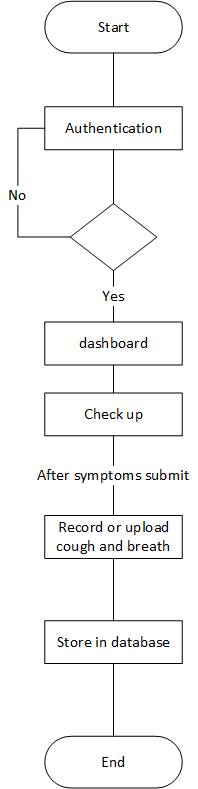 Start
Authentication
No
Yes
dashboard
Check up
After symptoms submit
Record or upload
cough and breath
Store in database
End